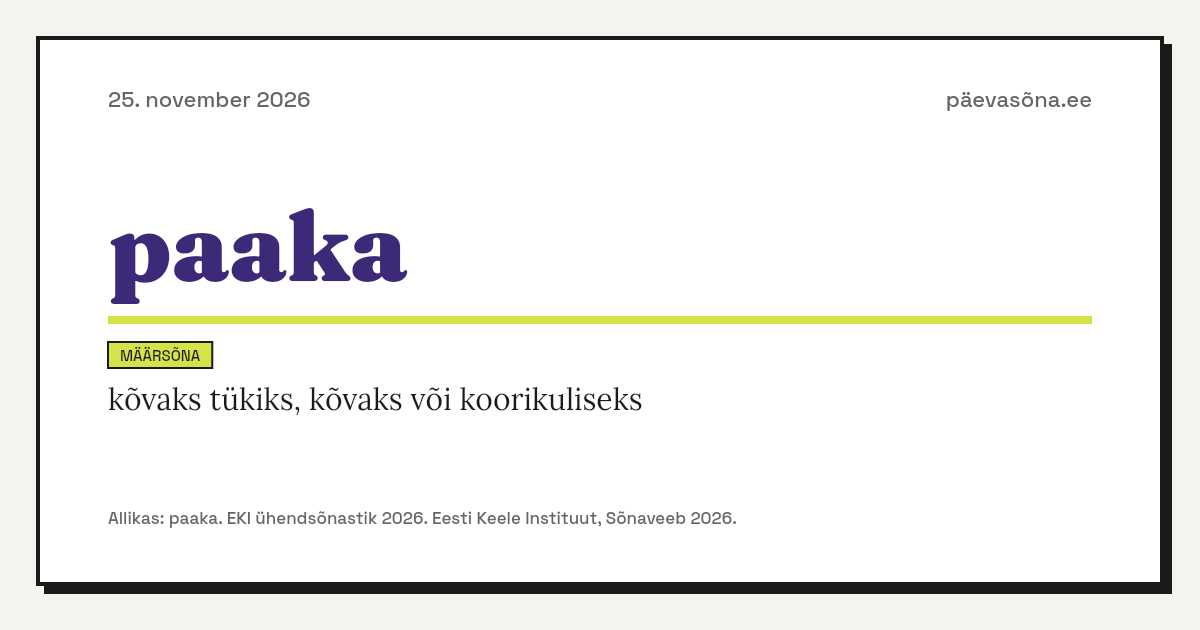 25. november 2026
päevasõna.ee
paaka
MÄÄRSÕNA
kõvaks tükiks, kõvaks või koorikuliseks
Allikas: paaka. EKI ühendsõnastik 2026. Eesti Keele Instituut, Sõnaveeb 2026.